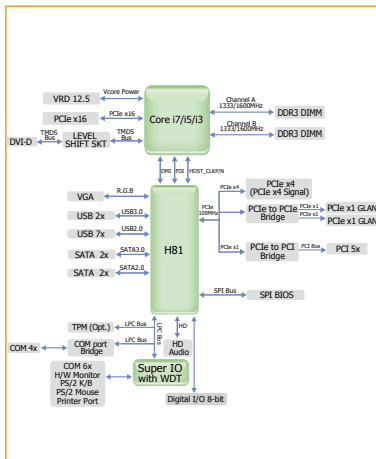 Vcore Power
VRD 12.5
PCIe x16
PCIe x16
TMDS
Bus
DVI-D
LEVEL
SHIFT SKT
TMDS
Bus
Core i7/i5/i3
Channel A
1333/1600MHz
DDR3 DIMM
Channel B
1333/1600MHz
DDR3 DIMM
DMI
FDI
HOST_CLKP/N
VGA
R.G.B
USB 2x
USB3.0
USB 7x
USB2.0
SATA 2x
SATA3.0
SATA 2x
SATA2.0
H81
PCIe
100MHz
PCIe x4
PCIe x4
(PCIe x4 Signal)
PCIe to PCIe
Bridge
PCIe x1
PCIe x1 GLAN
PCIe x1
PCIe x1 GLAN
PCIe x1
PCIe to PCI
Bridge
PCI Bus
PCI 5x
SPI Bus
SPI BIOS
TPM (Opt.)
LPC Bus
LPC Bus
HD
COM 4x
COM port
Bridge
LPC Bus
HD
Audio
COM 6x
H/W Monitor
PS/2 K/B
PS/2 Mouse
Printer Port
Super IO
with WDT
Digital I/O 8-bit